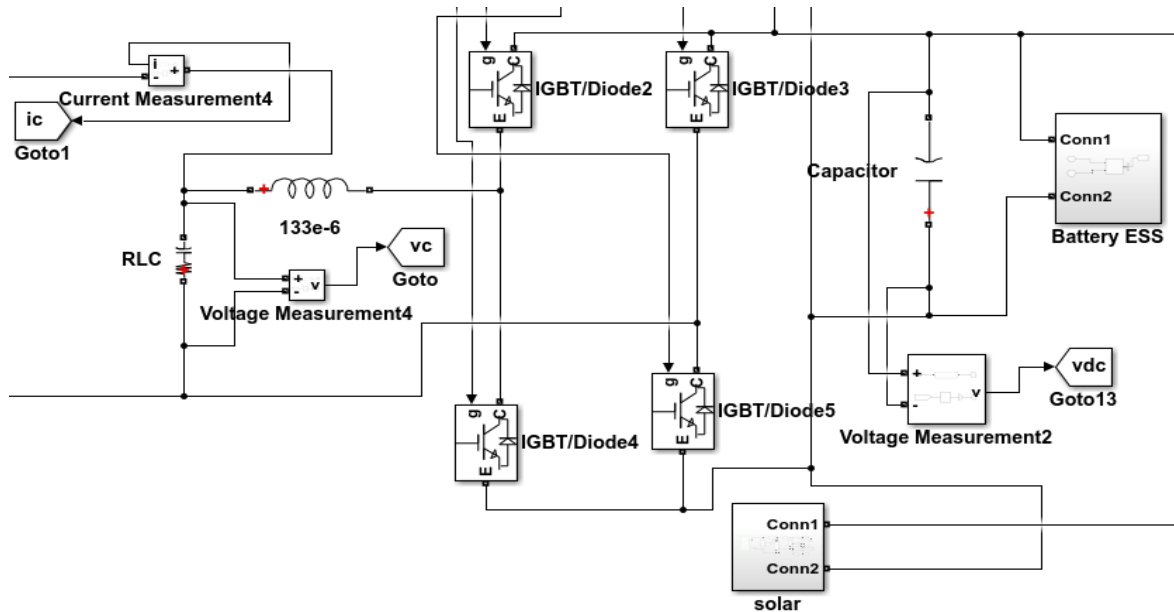 i
- +
Current Measurement4
ic
Goto1
g C
E
IGBT/Diode2
g C
E
IGBT/Diode3
Capacitor
Conn1
Conn2
Battery ESS
133e-6
RLC
vc
Goto
+
-
v
Voltage Measurement4
g C
E
IGBT/Diode4
g C
E
IGBT/Diode5
+
-
v
Voltage Measurement2
vdc
Goto13
Conn1
Conn2
solar